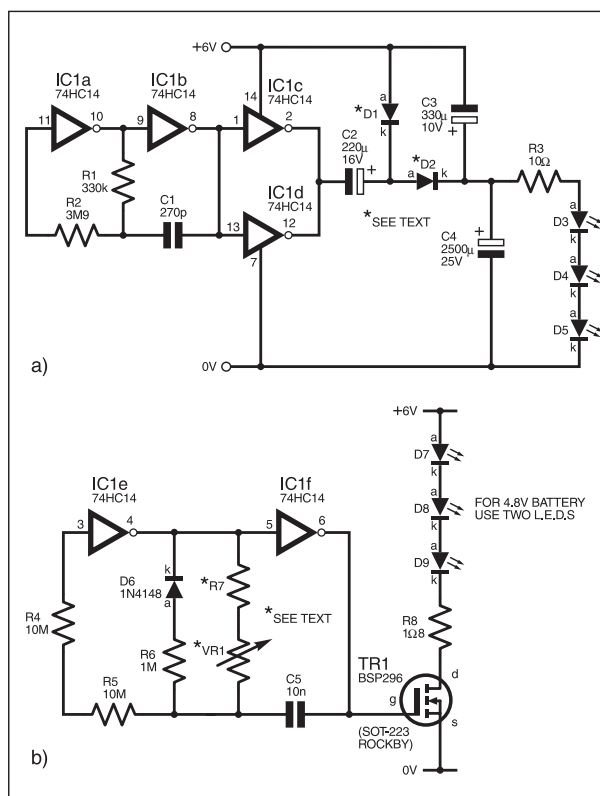 +6V
IC1a
74HC14
11
10
IC1b
74HC14
9
8
IC1c
74HC14
14
1
2
IC1d
74HC14
13
12
7
R1
330k
R2
3M9
C1
270p
C2
220µ
16V
+
*D1
a
k
*D2
a
k
*SEE TEXT
C3
330µ
10V
+
C4
2500µ
25V
+
R3
10Ω
a
D3
k
a
D4
k
a
D5
k
0V
a)
IC1e
74HC14
3
4
IC1f
74HC14
5
6
D6
1N4148
k
a
*R7
*SEE TEXT
*VR1
R4
10M
R5
10M
R6
1M
C5
10n
+6V
a
D7
k
a
D8
k
a
D9
k
FOR 4.8V BATTERY
USE TWO L.E.D.S
R8
1Ω8
TR1
BSP296
d
g
s
(SOT-223
ROCKBY)
0V
b)